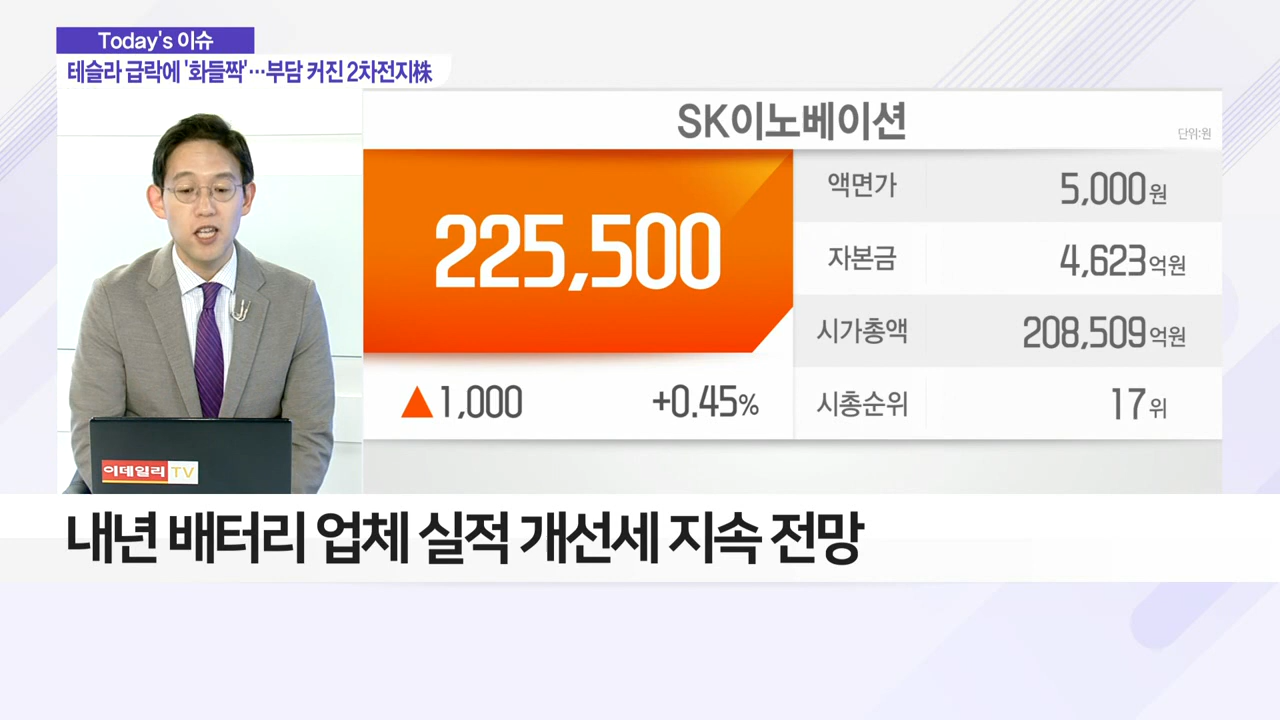 Today's 이슈
테슬라 급락에 '화들짝'…부담 커진 2차전지株
SK이노베이션
단위:원
225,500
▲1,000 +0.45%
액면가 5,000원
자본금 4,623억원
시가총액 208,509억원
시총순위 17위
이데일리 TV
내년 배터리 업체 실적 개선세 지속 전망